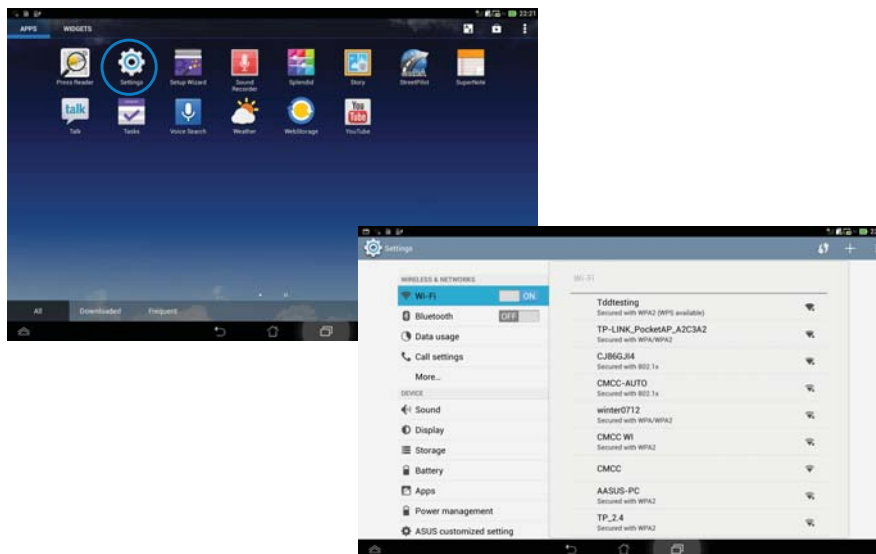 22:21
APPS WIDGETS
Press Reader Settings Setup Wizard Sound Recorder Splendid Story StreetPilot SuperNote
talk
You Tube
Talk Tasks Voice Search Weather WebStorage YouTube
All Downloaded Frequent
Settings
WIRELESS & NETWORKS
Wi-Fi ON
Bluetooth OFF
Data usage
Call settings
More...
DEVICE
Sound
Display
Storage
Battery
Apps
Power management
ASUS customized setting
Wi-Fi
Tddtesting
Secured with WPA2 (WPS available)
TP-LINK_PocketAP_A2C3A2
Secured with WPA/WPA2
CJ86GJI4
Secured with 802.1x
CMCC-AUTO
Secured with 802.1x
winter0712
Secured with WPA/WPA2
CMCC WI
Secured with WPA2
CMCC
AASUS-PC
Secured with WPA2
TP_2.4
Secured with WPA2